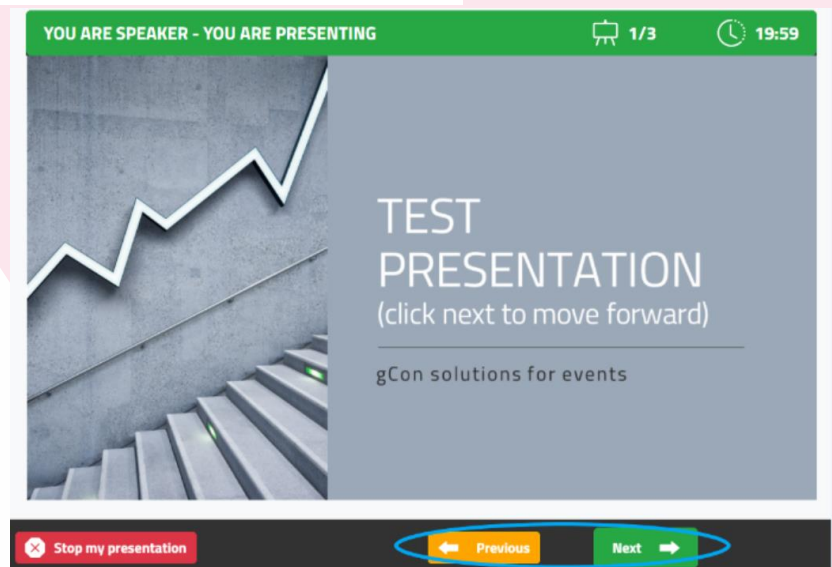 YOU ARE SPEAKER - YOU ARE PRESENTING 1/3 19:59
TEST
PRESENTATION
(click next to move forward)
gCon solutions for events
Stop my presentation Previous Next